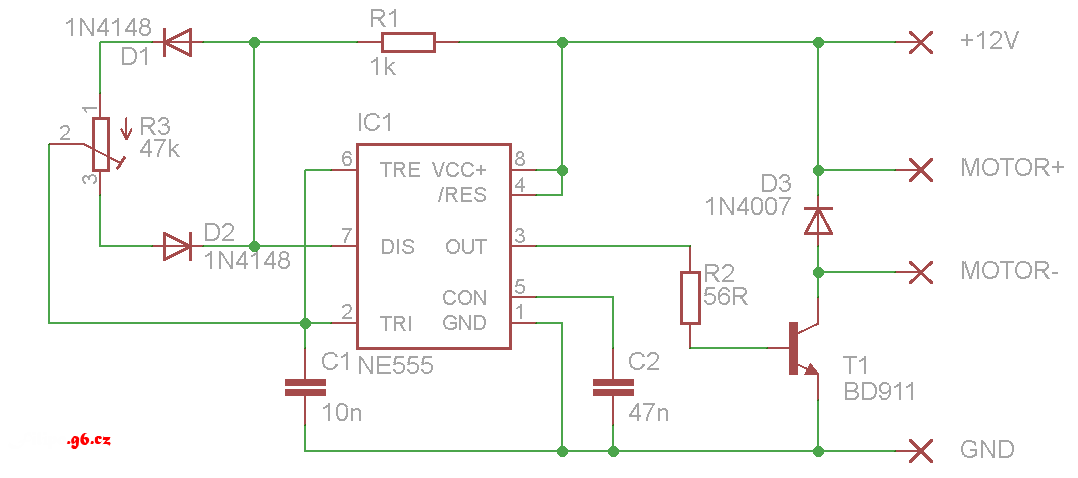 1N4148
D1
R1
1k
+12V
1
2
3
R3
47k
IC1
6
TRE
VCC+
8
/RES
4
MOTOR+
D3
1N4007
D2
1N4148
7
DIS
OUT
3
R2
56R
MOTOR-
CON
5
2
TRI
GND
1
C1
10n
NE555
C2
47n
T1
BD911
.g6.cz
GND